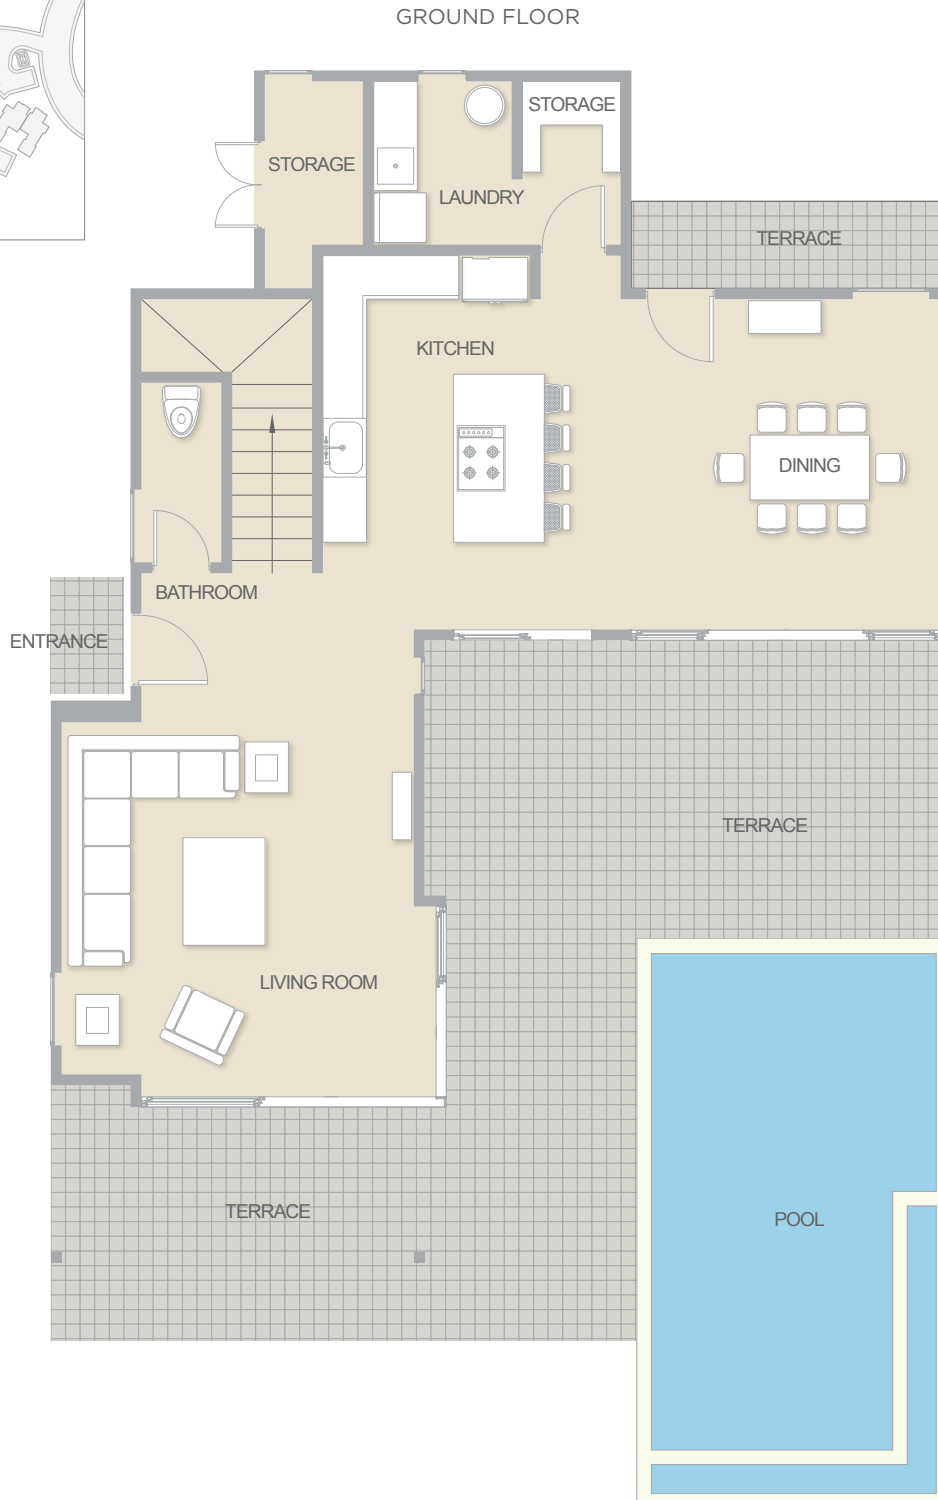 GROUND FLOOR
STORAGE
STORAGE
LAUNDRY
TERRACE
KITCHEN
DINING
BATHROOM
ENTRANCE
TERRACE
LIVING ROOM
TERRACE
POOL